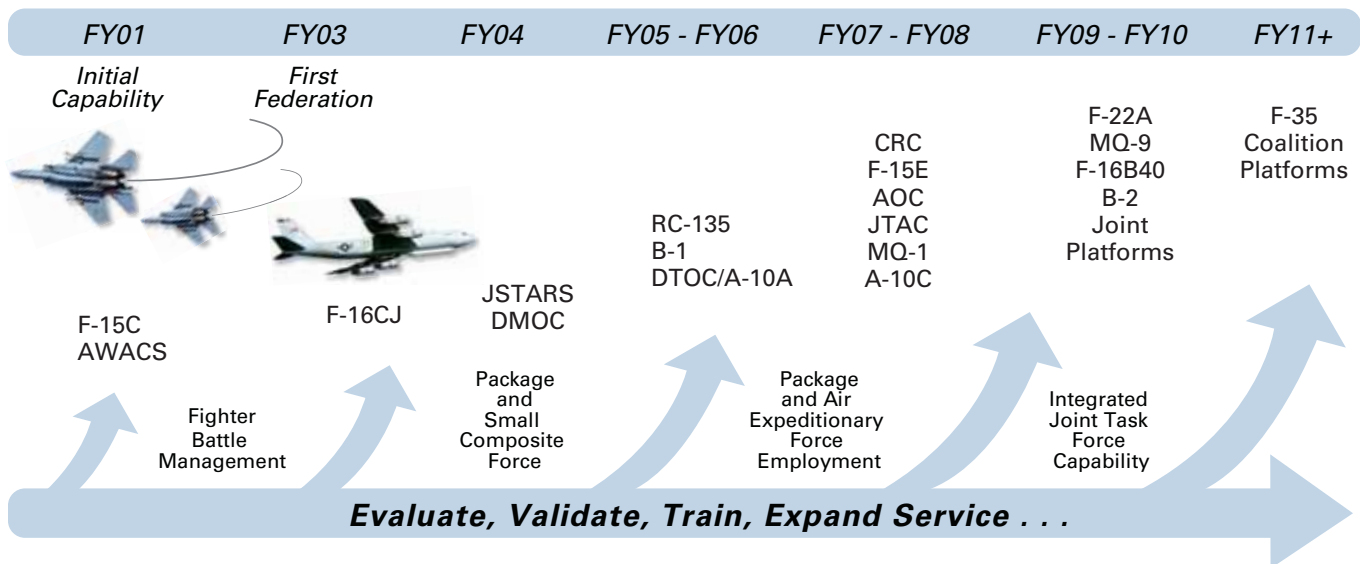 FY01 FY03 FY04 FY05 - FY06 FY07 - FY08 FY09 - FY10 FY11+
Initial
Capability
First
Federation
F-15C
AWACS
F-16CJ
JSTARS
DMOC
RC-135
B-1
DTOC/A-10A
CRC
F-15E
AOC
JTAC
MQ-1
A-10C
F-22A
MQ-9
F-16B40
B-2
Joint
Platforms
F-35
Coalition
Platforms
Fighter
Battle
Management
Package
and
Small
Composite
Force
Package
and Air
Expeditionary
Force
Employment
Integrated
Joint Task
Force
Capability
Evaluate, Validate, Train, Expand Service . . .